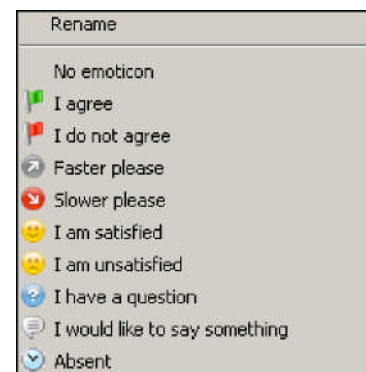 Rename
No emoticon
I agree
I do not agree
Faster please
Slower please
I am satisfied
I am unsatisfied
I have a question
I would like to say something
Absent